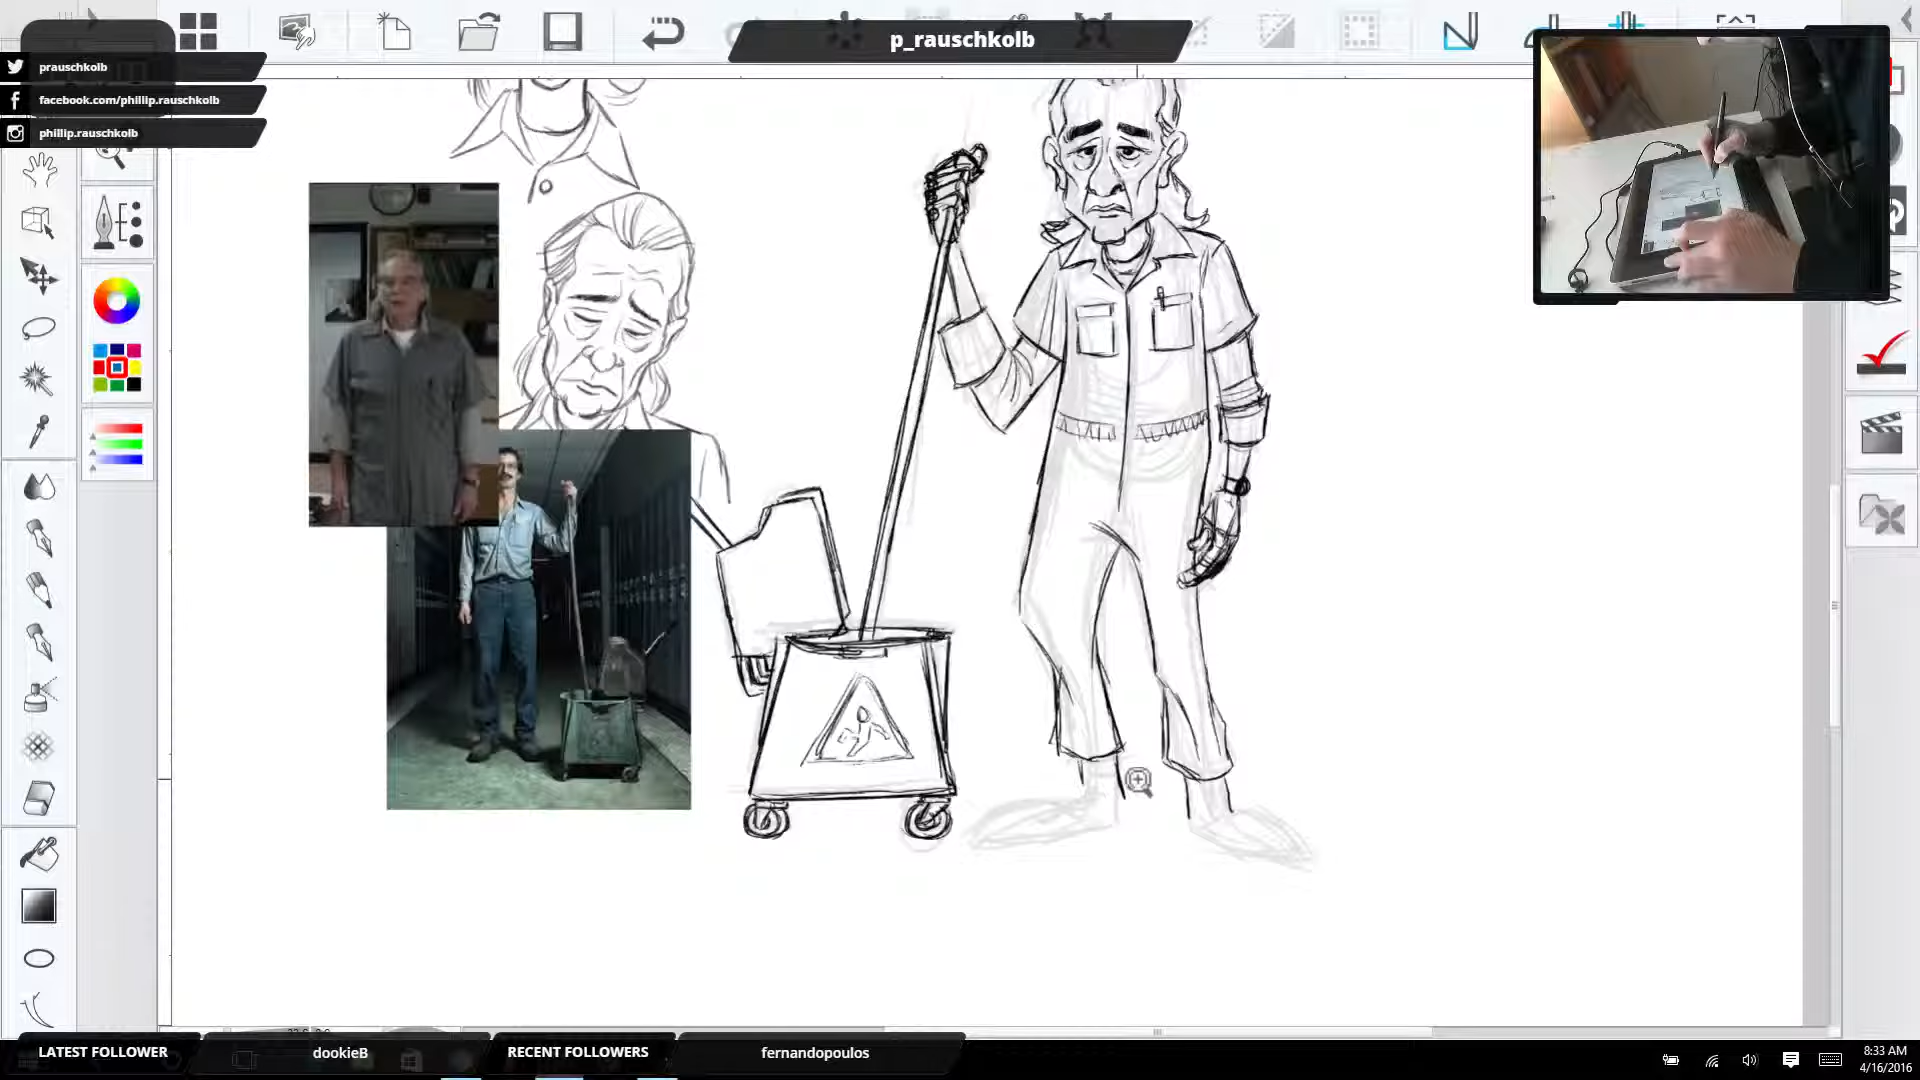 p_rauschkolb
prauschkolb
facebook.com/phillip.rauschkolb
phillip.rauschkolb
LATEST FOLLOWER
dookieB
RECENT FOLLOWERS
fernandopoulos
8:33 AM
4/16/2016